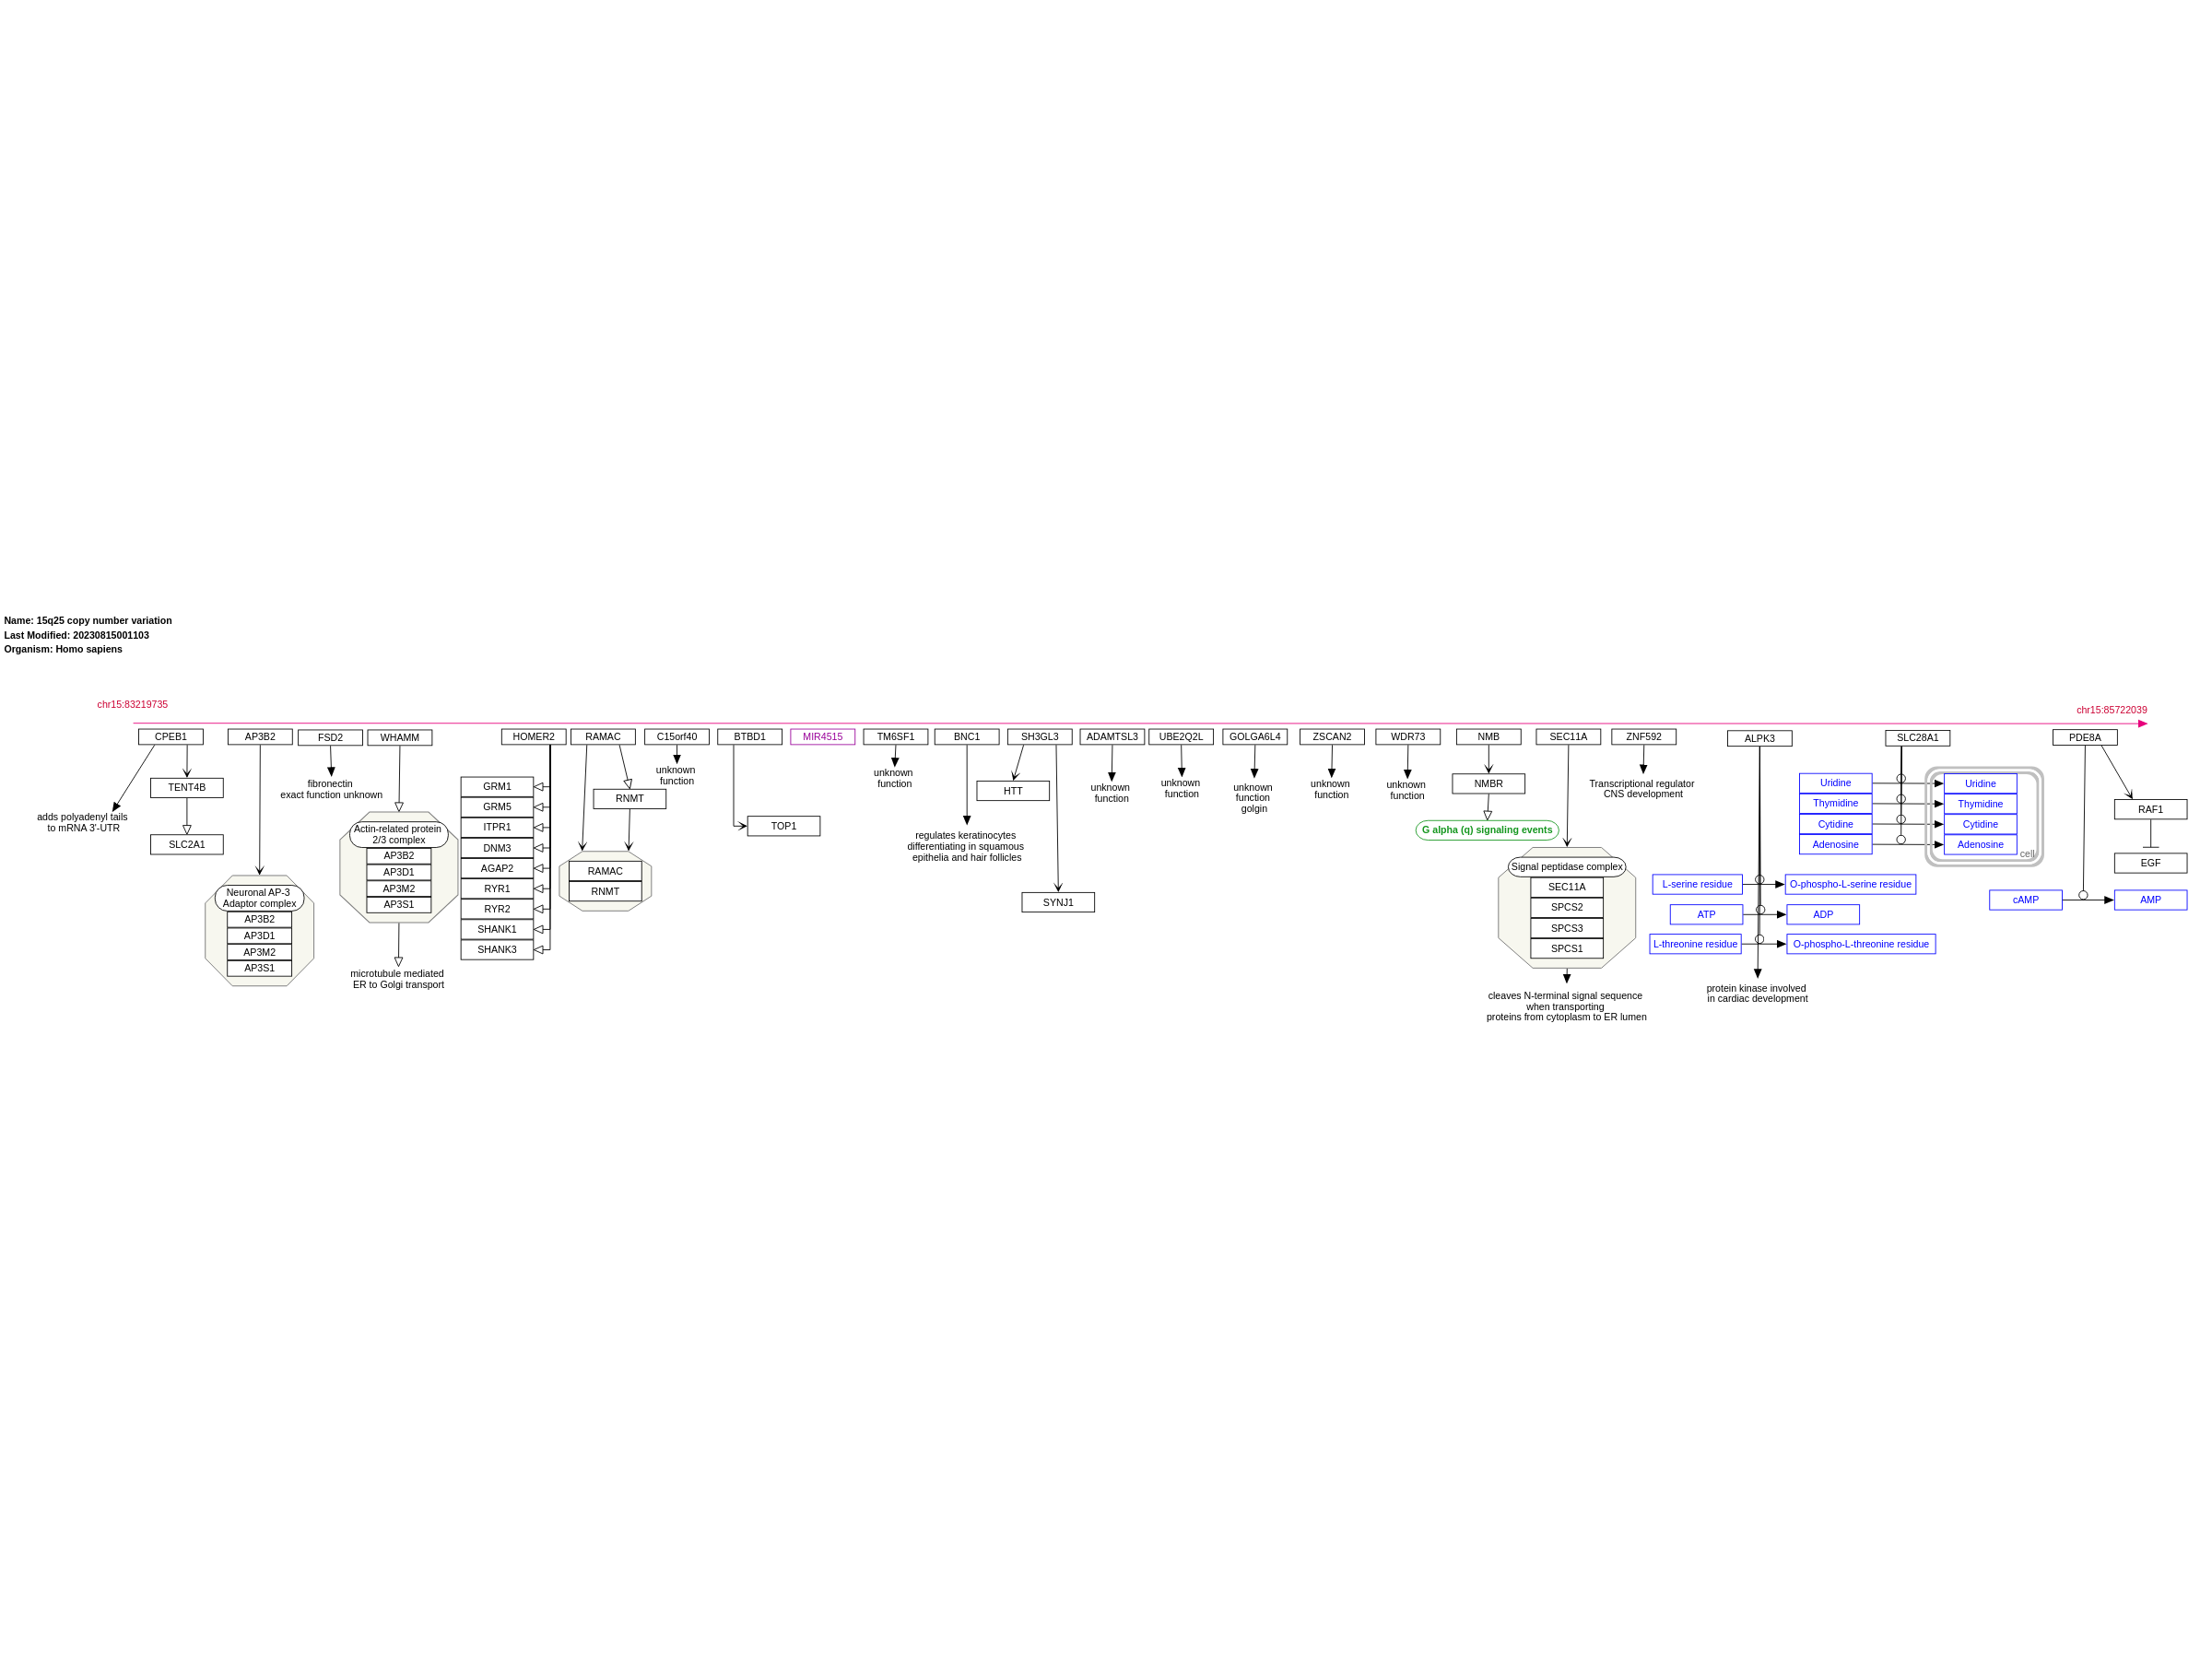 Name: 15q25 copy number variation
Last Modified: 20230815001103
Organism: Homo sapiens
chr15:83219735
chr15:85722039
CPEB1
AP3B2
FSD2
WHAMM
HOMER2
RAMAC
C15orf40
BTBD1
MIR4515
TM6SF1
BNC1
SH3GL3
ADAMTSL3
UBE2Q2L
GOLGA6L4
ZSCAN2
WDR73
NMB
SEC11A
ZNF592
ALPK3
SLC28A1
PDE8A
adds polyadenyl tails
to mRNA 3'-UTR
TENT4B
SLC2A1
Neuronal AP-3
Adaptor complex
AP3B2
AP3D1
AP3M2
AP3S1
fibronectin
exact function unknown
Actin-related protein
2/3 complex
AP3B2
AP3D1
AP3M2
AP3S1
microtubule mediated
ER to Golgi transport
GRM1
GRM5
ITPR1
DNM3
AGAP2
RYR1
RYR2
SHANK1
SHANK3
RNMT
RAMAC
RNMT
unknown
function
TOP1
unknown
function
regulates keratinocytes
differentiating in squamous
epithelia and hair follicles
HTT
SYNJ1
unknown
function
unknown
function
unknown
function
golgin
unknown
function
unknown
function
NMBR
G alpha (q) signaling events
Signal peptidase complex
SEC11A
SPCS2
SPCS3
SPCS1
cleaves N-terminal signal sequence
when transporting
proteins from cytoplasm to ER lumen
Transcriptional regulator
CNS development
L-serine residue
O-phospho-L-serine residue
ATP
ADP
L-threonine residue
O-phospho-L-threonine residue
protein kinase involved
in cardiac development
Uridine
Thymidine
Cytidine
Adenosine
Uridine
Thymidine
Cytidine
Adenosine
cell
cAMP
AMP
RAF1
EGF